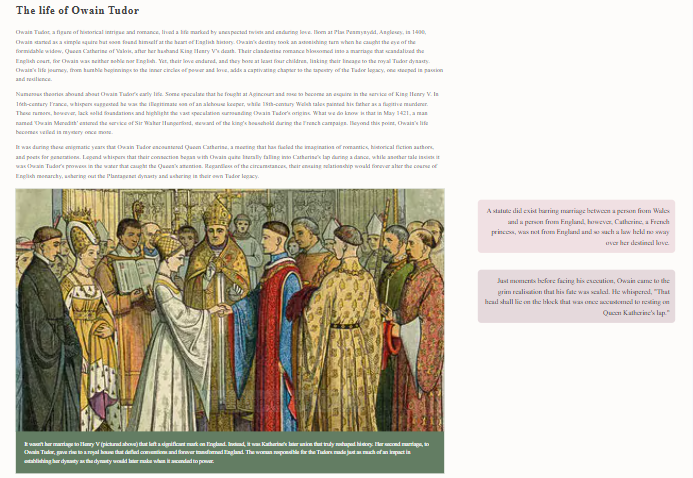 The life of Owain Tudor
Owain Tudor, a figure of historical intrigue and romance, lived a life marked by unexpected twists and enduring love. Born at Plas Penmynydd, Anglesey, in 1400,
Owain started as a simple squire but soon found himself at the heart of English history. Owain's destiny took an astonishing turn when he caught the eye of the
formidable widow, Queen Catherine of Valois, after her husband King Henry V's death. Their clandestine romance blossomed into a marriage that scandalized the
English court, for Owain was neither noble nor English. Yet, their love endured, and they bore at least four children, linking their lineage to the royal Tudor dynasty.
Owain's life journey, from humble beginnings to the inner circles of power and love, adds a captivating chapter to the tapestry of the Tudor legacy, one steeped in passion
and resilience.
Numerous theories abound about Owain Tudor's early life. Some speculate that he fought at Agincourt and rose to become an esquire in the service of King Henry V. In
16th-century France, whispers suggested he was the illegitimate son of an alehouse keeper, while 18th-century Welsh tales painted his father as a fugitive murderer.
These rumors, however, lack solid foundations and highlight the vast speculation surrounding Owain Tudor's origins. What we do know is that in May 1421, a man
named 'Owain Meredith' entered the service of Sir Walter Hungerford, steward of the king's household during the French campaign. Beyond this point, Owain's life
becomes veiled in mystery once more.
It was during these enigmatic years that Owain Tudor encountered Queen Catherine, a meeting that has fueled the imagination of romantics, historical fiction authors,
and poets for generations. Legend whispers that their connection began with Owain quite literally falling into Catherine's lap during a dance, while another tale insists it
was Owain Tudor's prowess in the water that caught the Queen's attention. Regardless of the circumstances, their ensuing relationship would forever alter the course of
English monarchy, ushering out the Plantagenet dynasty and ushering in their own Tudor legacy.
A statute did exist barring marriage between a person from Wales
and a person from England, however, Catherine, a French
princess, was not from England and so such a law held no sway
over her destined love.
Just moments before facing his execution, Owain came to the
grim realisation that his fate was sealed. He whispered, "That
head shall lie on the block that was once accustomed to resting on
Queen Katherine's lap."
It wasn't her marriage to Henry V (pictured above) that left a significant mark on England. Instead, it was Katherine's later union that truly reshaped history. Her second marriage, to
Owain Tudor, gave rise to a royal house that defied conventions and forever transformed England. The woman responsible for the Tudors made just as much of an impact in
establishing her dynasty as the dynasty would later make when it ascended to power.